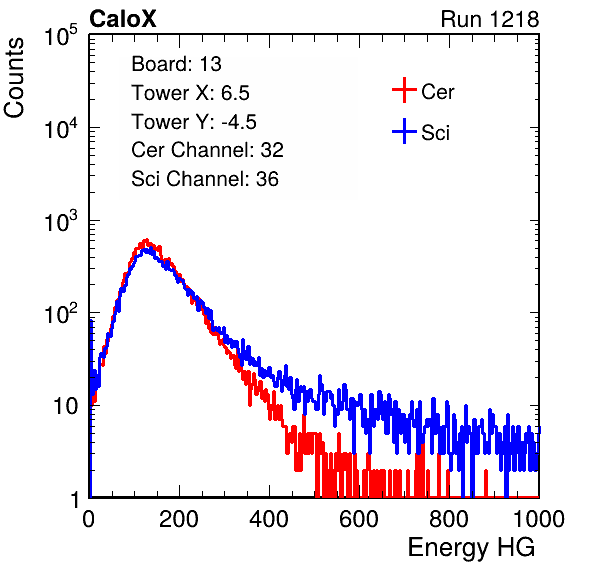 CaloX Run 1218
Counts
10^5
10^4
10^3
10^2
10
1
Board: 13
Tower X: 6.5
Tower Y: -4.5
Cer Channel: 32
Sci Channel: 36
Cer
Sci
0 200 400 600 800 1000
Energy HG